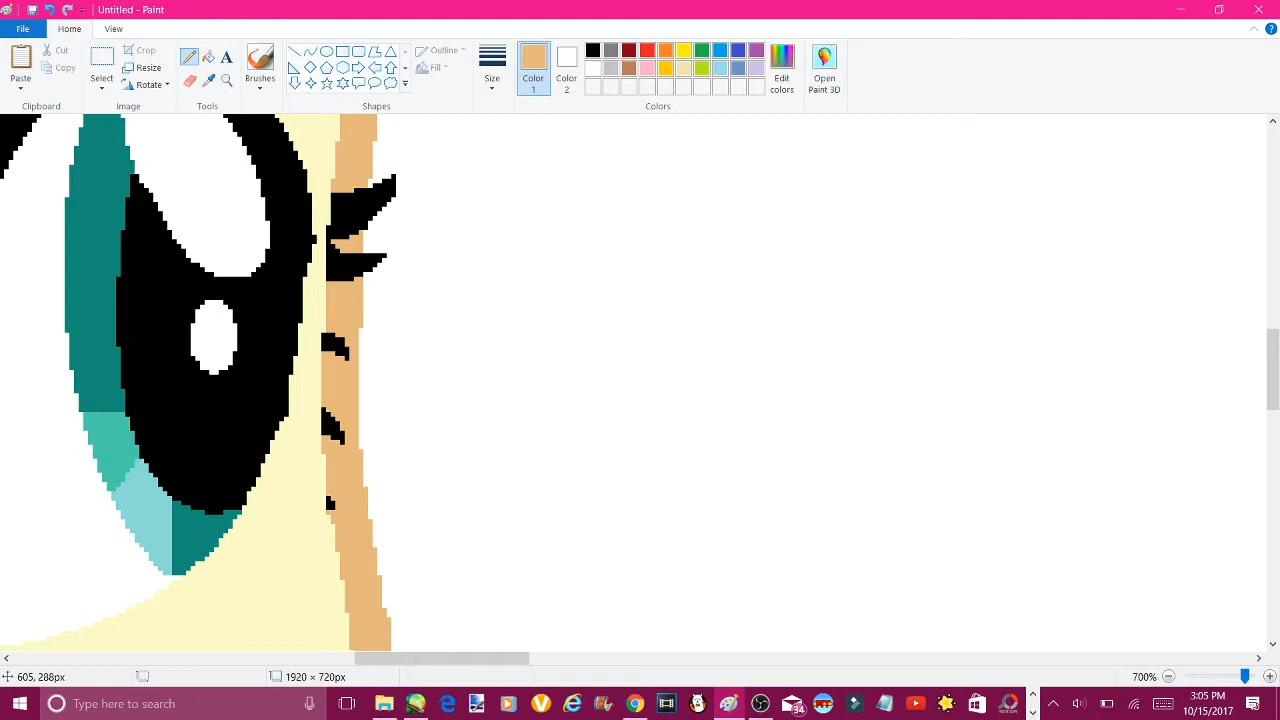 Untitled - Paint
File
Home
View
Paste
Cut
Copy
Clipboard
Select
Crop
Resize
Rotate
Image
A
Tools
Brushes
Outline
Fill
Shapes
Size
Color 1
Color 2
Edit colors
Colors
Open Paint 3D
605, 288px
1920 × 720px
700%
Type here to search
34
3:05 PM
10/15/2017